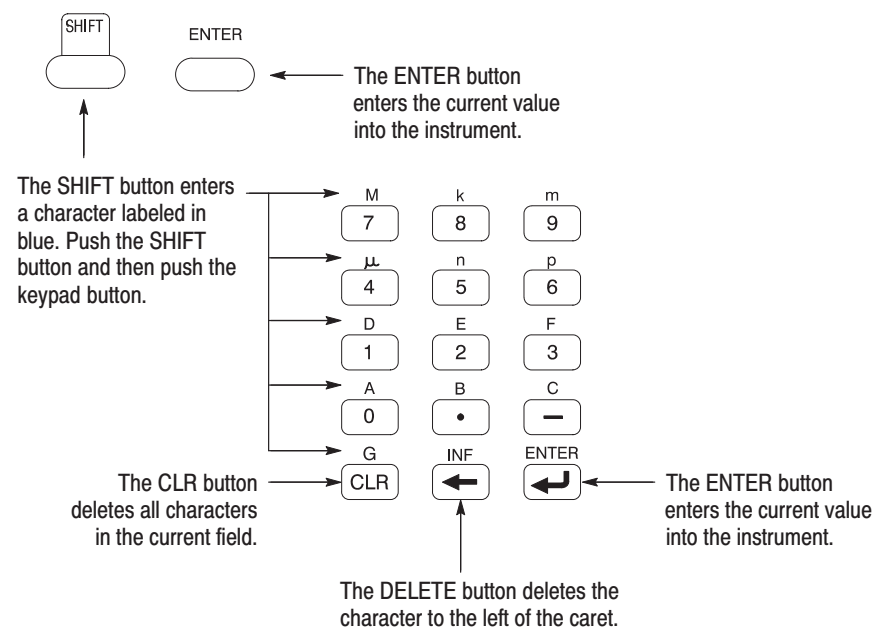 SHIFT
ENTER
The ENTER button
enters the current value
into the instrument.
The SHIFT button enters
a character labeled in
blue. Push the SHIFT
button and then push the
keypad button.
M k m
7 8 9
μ n p
4 5 6
D E F
1 2 3
A B C
0 • –
G INF ENTER
CLR
The CLR button
deletes all characters
in the current field.
The ENTER button
enters the current value
into the instrument.
The DELETE button deletes the
character to the left of the caret.